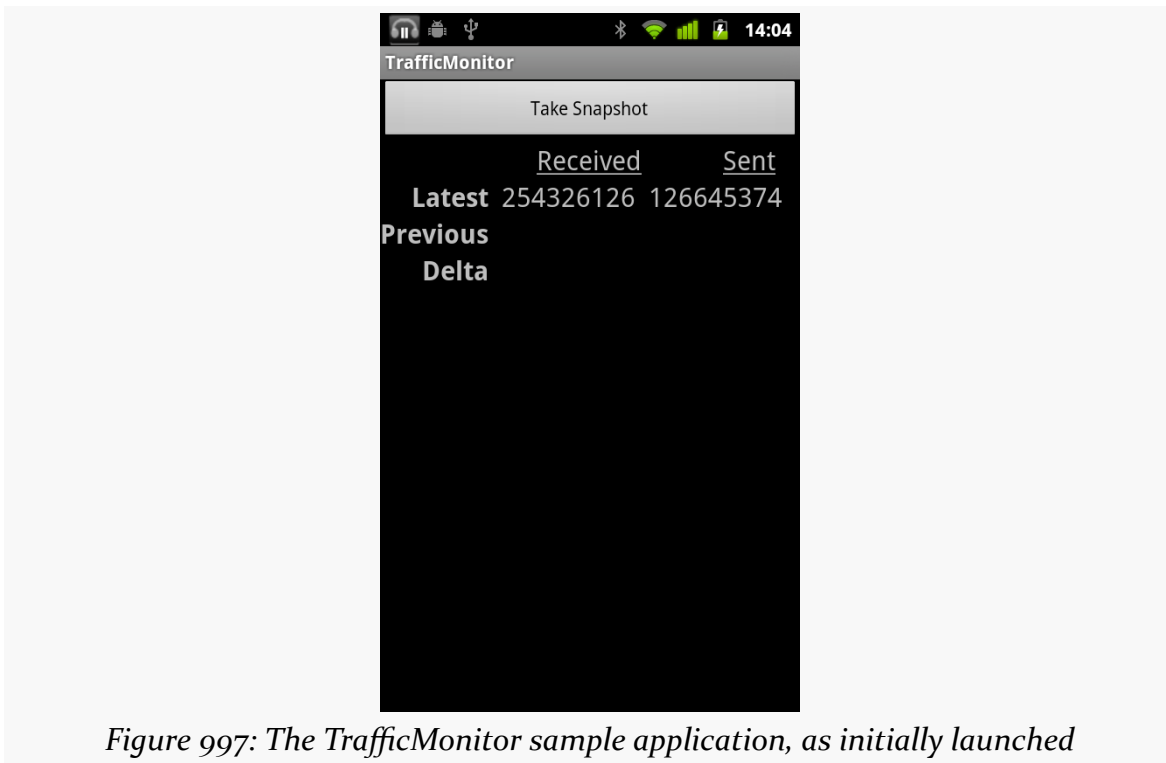 14:04
TrafficMonitor
Take Snapshot
Received Sent
Latest 254326126 126645374
Previous
Delta
Figure 997: The TrafficMonitor sample application, as initially launched